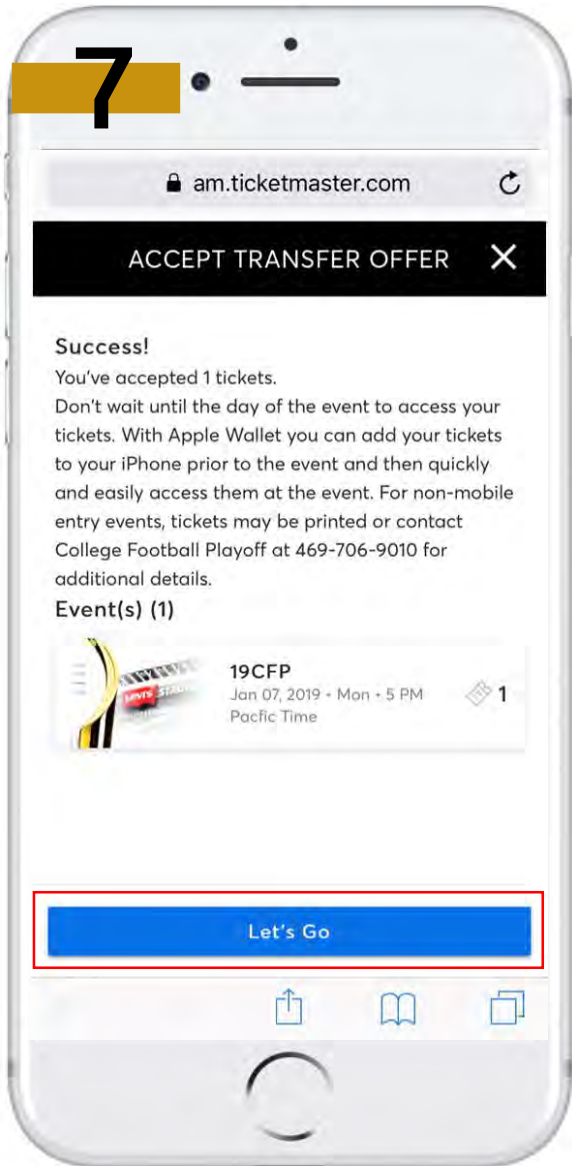 7
am.ticketmaster.com
ACCEPT TRANSFER OFFER
Success!
You've accepted 1 tickets.
Don't wait until the day of the event to access your
tickets. With Apple Wallet you can add your tickets
to your iPhone prior to the event and then quickly
and easily access them at the event. For non-mobile
entry events, tickets may be printed or contact
College Football Playoff at 469-706-9010 for
additional details.
Event(s) (1)
LEVI'S STADIUM
19CFP
Jan 07, 2019 • Mon • 5 PM
Pacfic Time
1
Let's Go